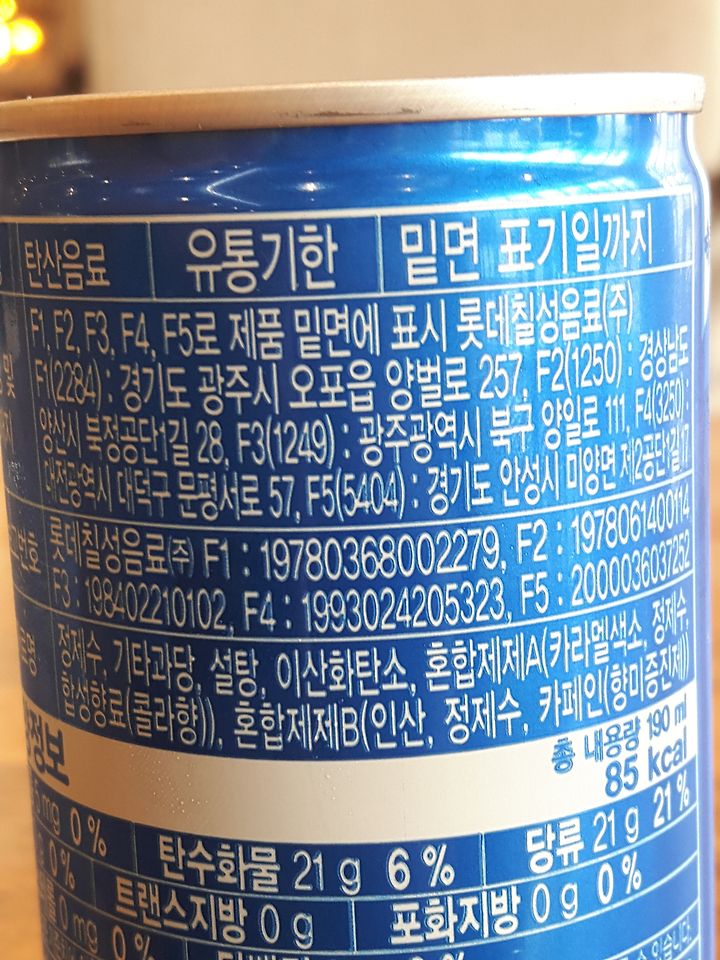 탄산음료 유통기한 밑면 표기일까지
F1, F2, F3, F4, F5로 제품 밑면에 표시 롯데칠성음료(주)
F1(2284) : 경기도 광주시 오포읍 양벌로 257, F2(1250) : 경상남도
양산시 북정공단1길 28, F3(1249) : 광주광역시 북구 양일로 111, F4(3250) :
대전광역시 대덕구 문평서로 57, F5(5404) : 경기도 안성시 미양면 제2공단1길17
롯데칠성음료(주) F1 : 19780368002279, F2 : 1978061400114
F3 : 198402210102, F4 : 1993024205323, F5 : 2000036037252
정제수, 기타과당, 설탕, 이산화탄소, 혼합제제A(카라멜색소, 정제수,
합성향료(콜라향)), 혼합제제B(인산, 정제수, 카페인(향미증진제))
정보 총 내용량 190 ml
85 kcal
mg 0 % 탄수화물 21 g 6 % 당류 21 g 21 %
0 % 트랜스지방 0 g 포화지방 0 g 0 %
0 mg 0 %